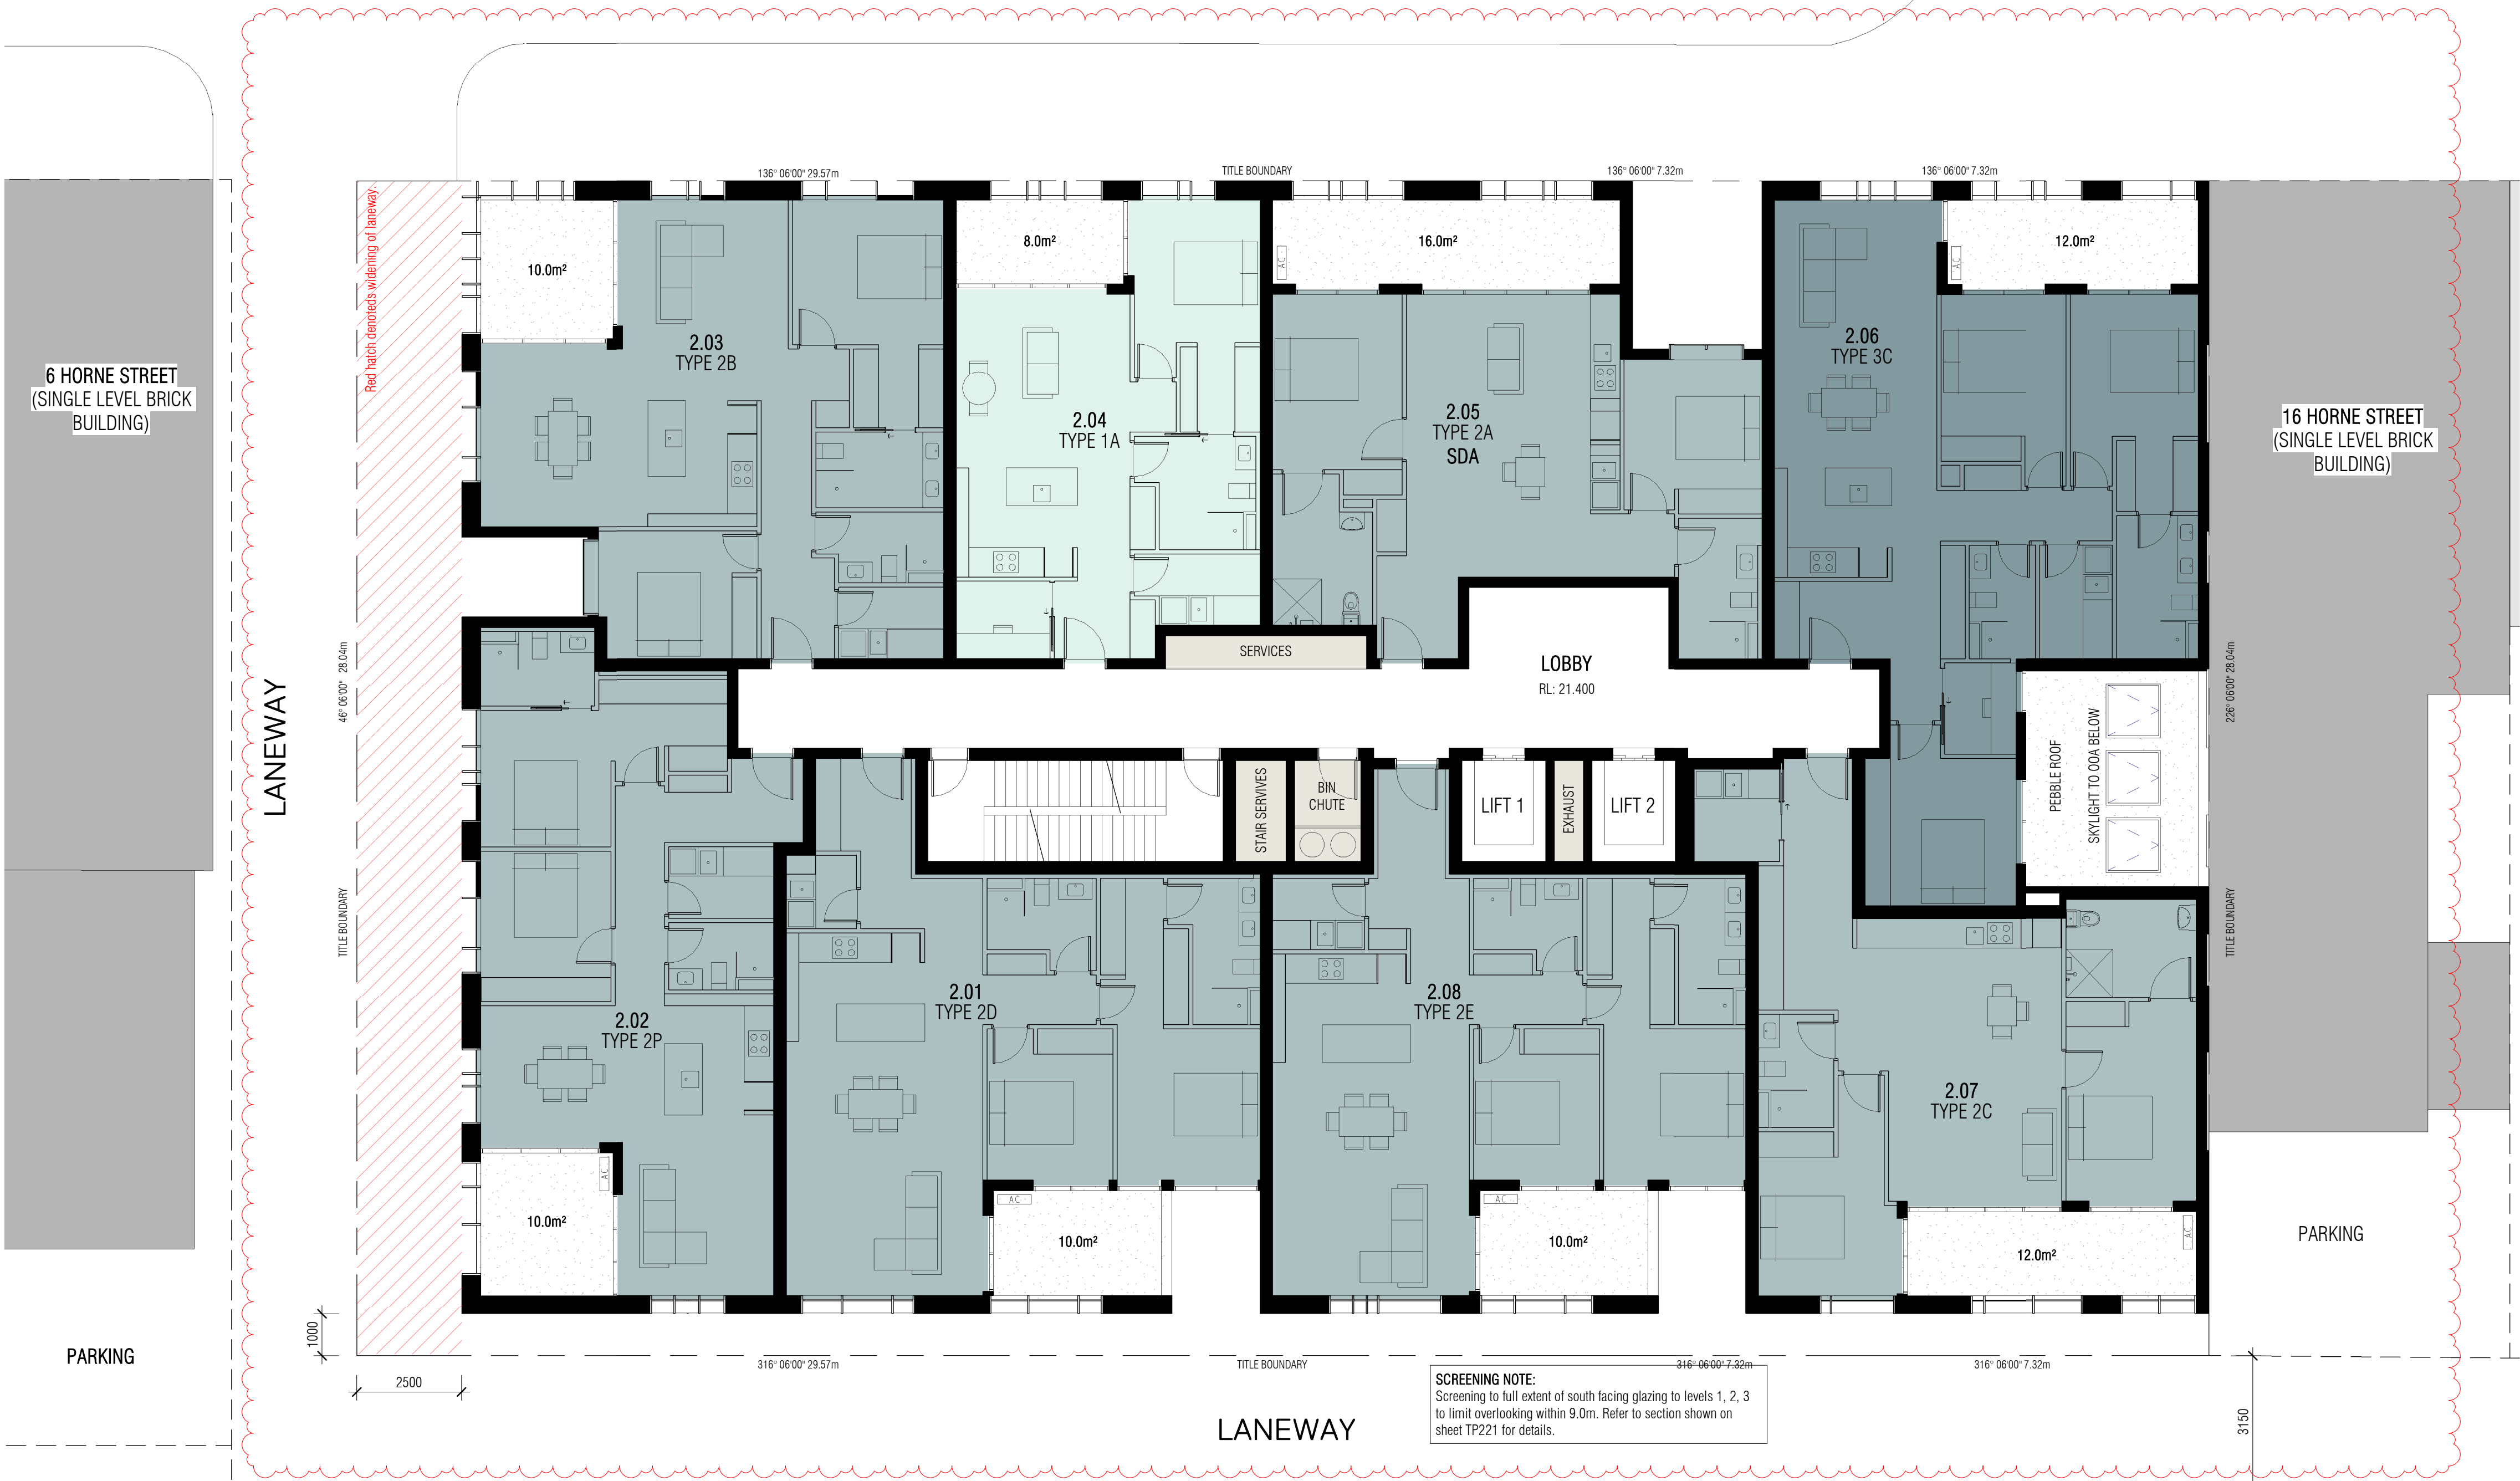 136° 06'00" 29.57m
TITLE BOUNDARY
136° 06'00" 7.32m
136° 06'00" 7.32m
Red hatch denoteds widening of laneway.
6 HORNE STREET
(SINGLE LEVEL BRICK
BUILDING)
10.0m²
2.03
TYPE 2B
8.0m²
2.04
TYPE 1A
16.0m²
AC
2.05
TYPE 2A
SDA
12.0m²
AC
2.06
TYPE 3C
16 HORNE STREET
(SINGLE LEVEL BRICK
BUILDING)
SERVICES
LOBBY
RL: 21.400
LANEWAY
46° 06'00" 28.04m
TITLE BOUNDARY
STAIR SERVIVES
BIN
CHUTE
LIFT 1
EXHAUST
LIFT 2
PEBBLE ROOF
SKYLIGHT TO OOA BELOW
226° 06'00" 28.04m
TITLE BOUNDARY
2.02
TYPE 2P
AC
10.0m²
2.01
TYPE 2D
AC
10.0m²
2.08
TYPE 2E
AC
10.0m²
2.07
TYPE 2C
AC
12.0m²
PARKING
PARKING
1000
2500
316° 06'00" 29.57m
TITLE BOUNDARY
316° 06'00" 7.32m
316° 06'00" 7.32m
SCREENING NOTE:
Screening to full extent of south facing glazing to levels 1, 2, 3
to limit overlooking within 9.0m. Refer to section shown on
sheet TP221 for details.
LANEWAY
3150